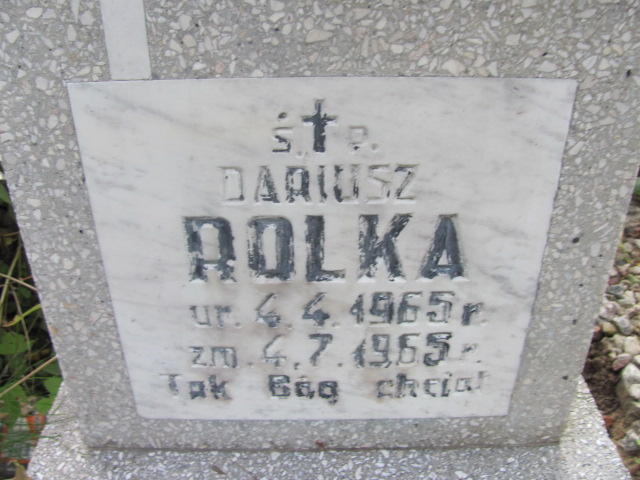 ś. † p.
DARIUSZ
ROLKA
ur. 4.4.1965 r.
zm. 4.7.1965 r.
Tak Bóg chciał